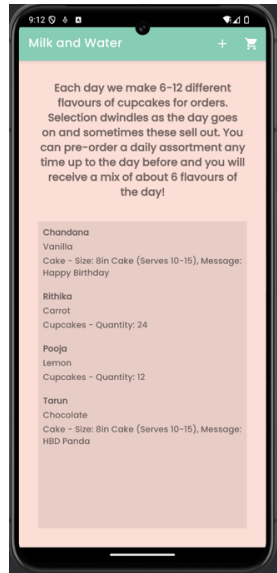 9:12
Milk and Water
Each day we make 6-12 different
flavours of cupcakes for orders.
Selection dwindles as the day goes
on and sometimes these sell out. You
can pre-order a daily assortment any
time up to the day before and you will
receive a mix of about 6 flavours of
the day!
Chandana
Vanilla
Cake - Size: 8in Cake (Serves 10-15), Message:
Happy Birthday
Rithika
Carrot
Cupcakes - Quantity: 24
Pooja
Lemon
Cupcakes - Quantity: 12
Tarun
Chocolate
Cake - Size: 8in Cake (Serves 10-15), Message:
HBD Panda